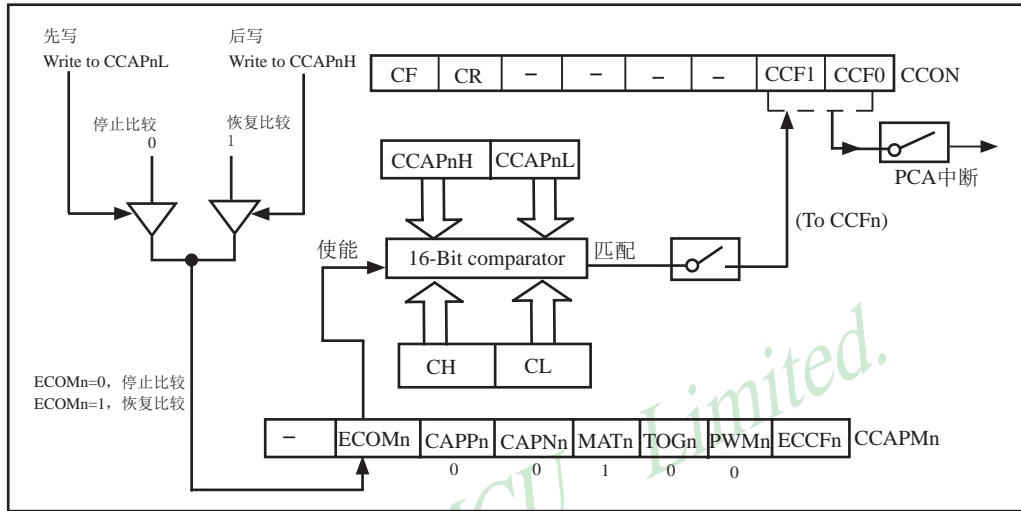 先写
Write to CCAPnL
后写
Write to CCAPnH
CF CR – – – – CCF1 CCF0 CCON
停止比较
0
恢复比较
1
CCAPnH CCAPnL
PCA中断
(To CCFn)
使能
16-Bit comparator
匹配
CH CL
ECOMn=0，停止比较
ECOMn=1，恢复比较
– ECOMn CAPPn CAPNn MATn TOGn PWMn ECCFn CCAPMn
0 0 1 0 0
MCU Limited.